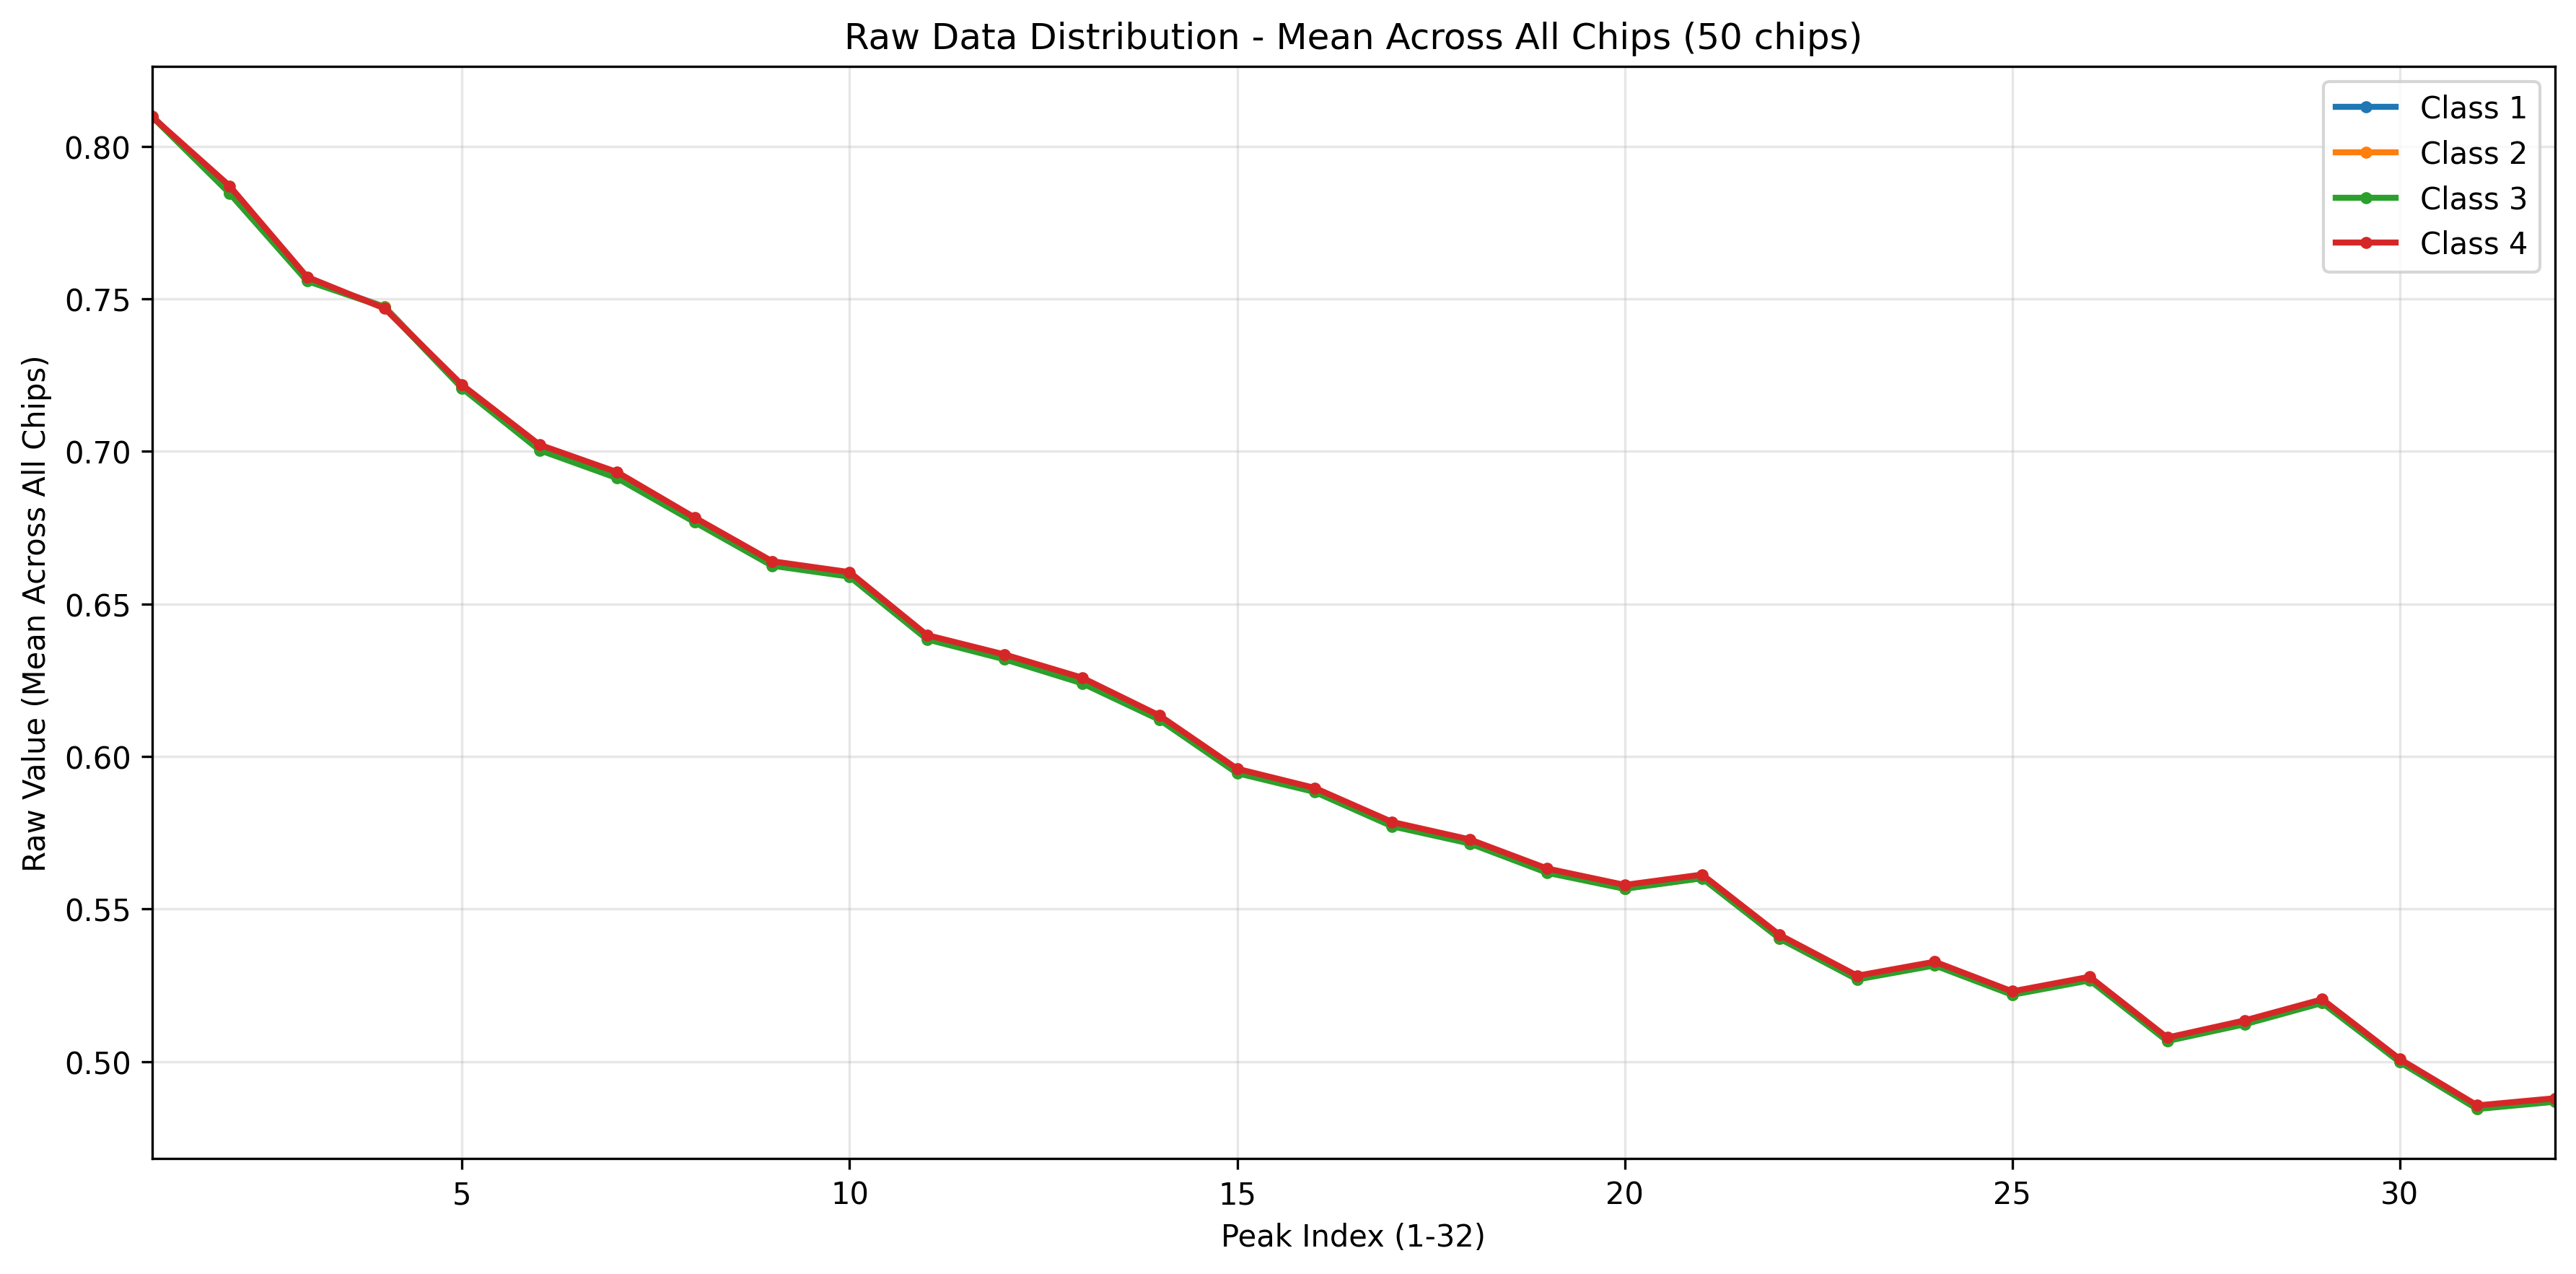 Raw Data Distribution - Mean Across All Chips (50 chips)
Class 1
Class 2
Class 3
Class 4
Raw Value (Mean Across All Chips)
0.80
0.75
0.70
0.65
0.60
0.55
0.50
5
10
15
20
25
30
Peak Index (1-32)